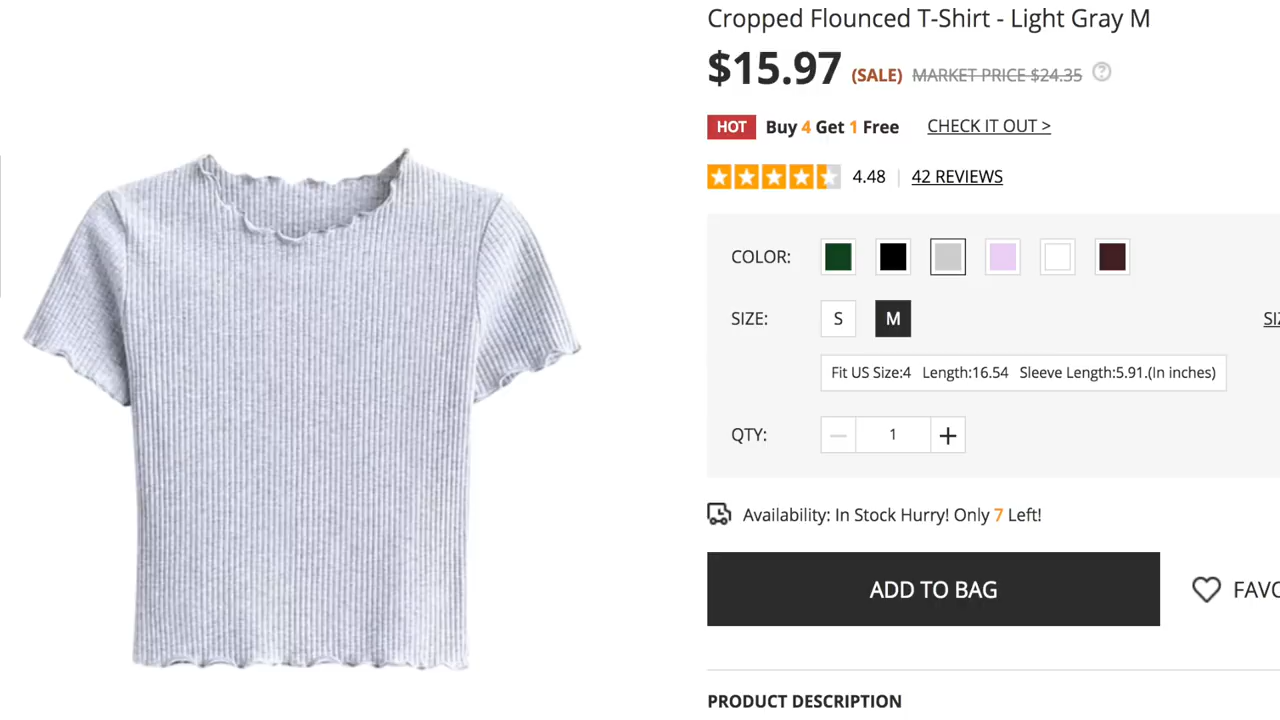 Cropped Flounced T-Shirt - Light Gray M
$15.97 (SALE) MARKET PRICE $24.35 ?
HOT Buy 4 Get 1 Free CHECK IT OUT >
4.48 | 42 REVIEWS
COLOR:
SIZE: S M
Fit US Size:4 Length:16.54 Sleeve Length:5.91.(In inches)
QTY: — 1 +
Availability: In Stock Hurry! Only 7 Left!
ADD TO BAG
PRODUCT DESCRIPTION